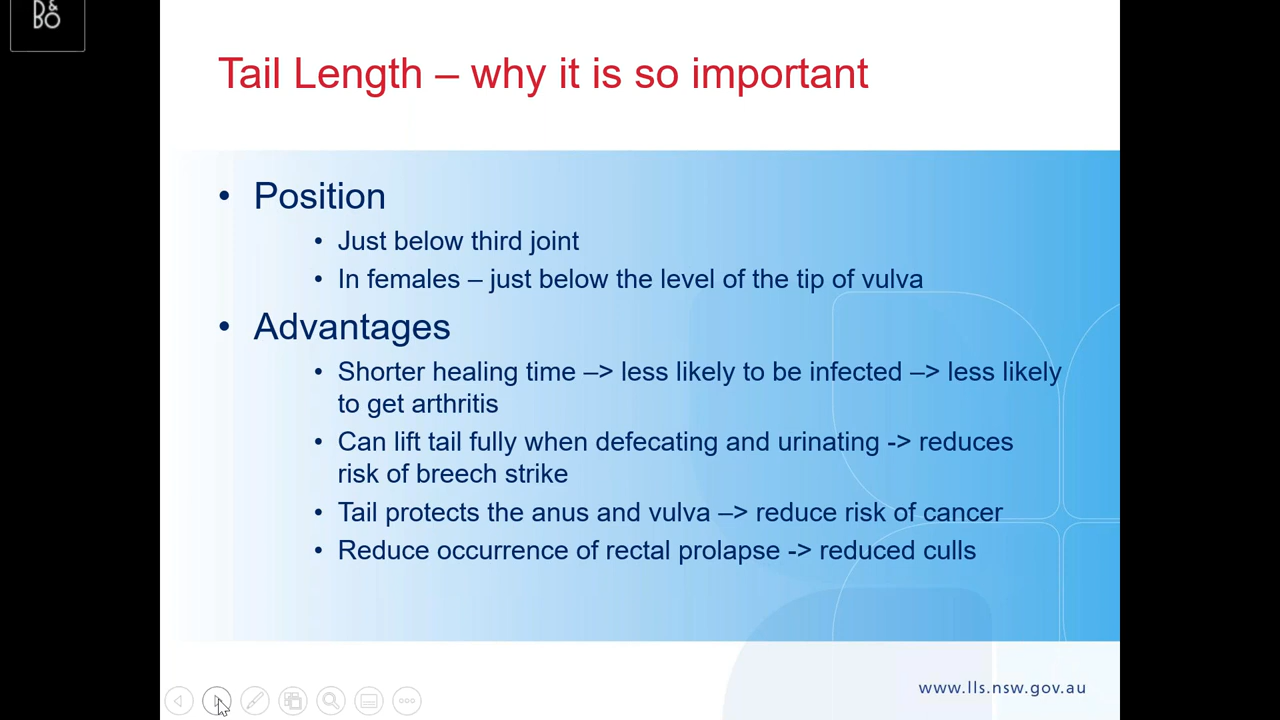 B&
BO
Tail Length – why it is so important
• Position
• Just below third joint
• In females – just below the level of the tip of vulva
• Advantages
• Shorter healing time –> less likely to be infected –> less likely
to get arthritis
• Can lift tail fully when defecating and urinating -> reduces
risk of breech strike
• Tail protects the anus and vulva –> reduce risk of cancer
• Reduce occurrence of rectal prolapse -> reduced culls
www.lls.nsw.gov.au